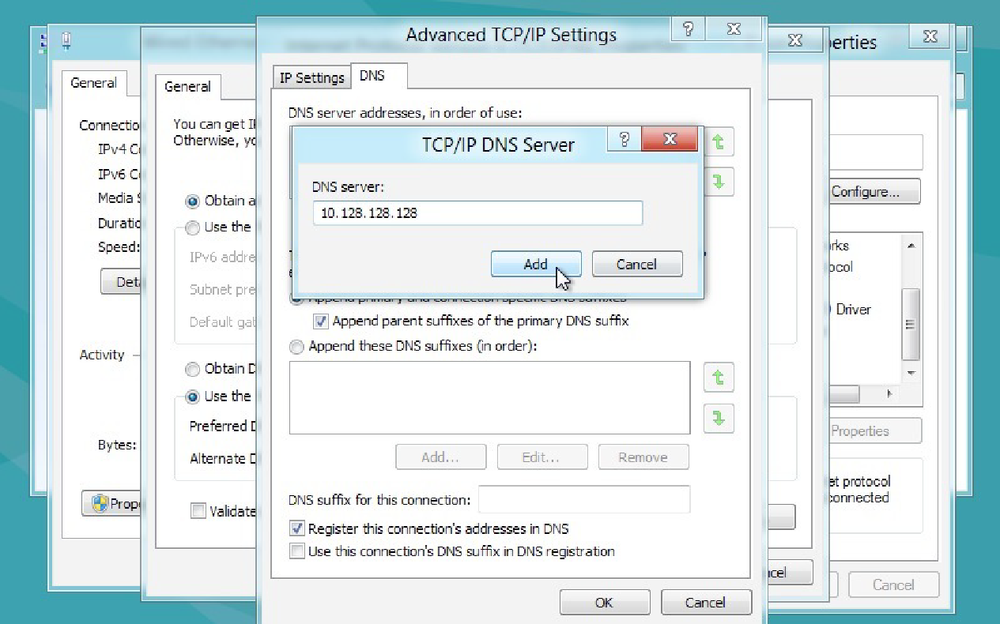 Advanced TCP/IP Settings
?
erties
General
General
IP Settings
DNS
DNS server addresses, in order of use:
Connectio
IPv4 C
IPv6 C
Media S
Duratio
Speed:
Deta
Activity
Bytes:
Prope
You can get I
Otherwise, yo
Obtain a
Use the
IPv6 addre
Subnet pre
Default gat
Obtain D
Use the
Preferred D
Alternate D
Validate
TCP/IP DNS Server
?
DNS server:
10.128.128.128
Add
Cancel
Append primary and connection specific DNS suffixes
Append parent suffixes of the primary DNS suffix
Append these DNS suffixes (in order):
Add...
Edit...
Remove
DNS suffix for this connection:
Register this connection's addresses in DNS
Use this connection's DNS suffix in DNS registration
OK
Cancel
Configure...
rks
ocol
Driver
Properties
et protocol
connected
cel
Cancel